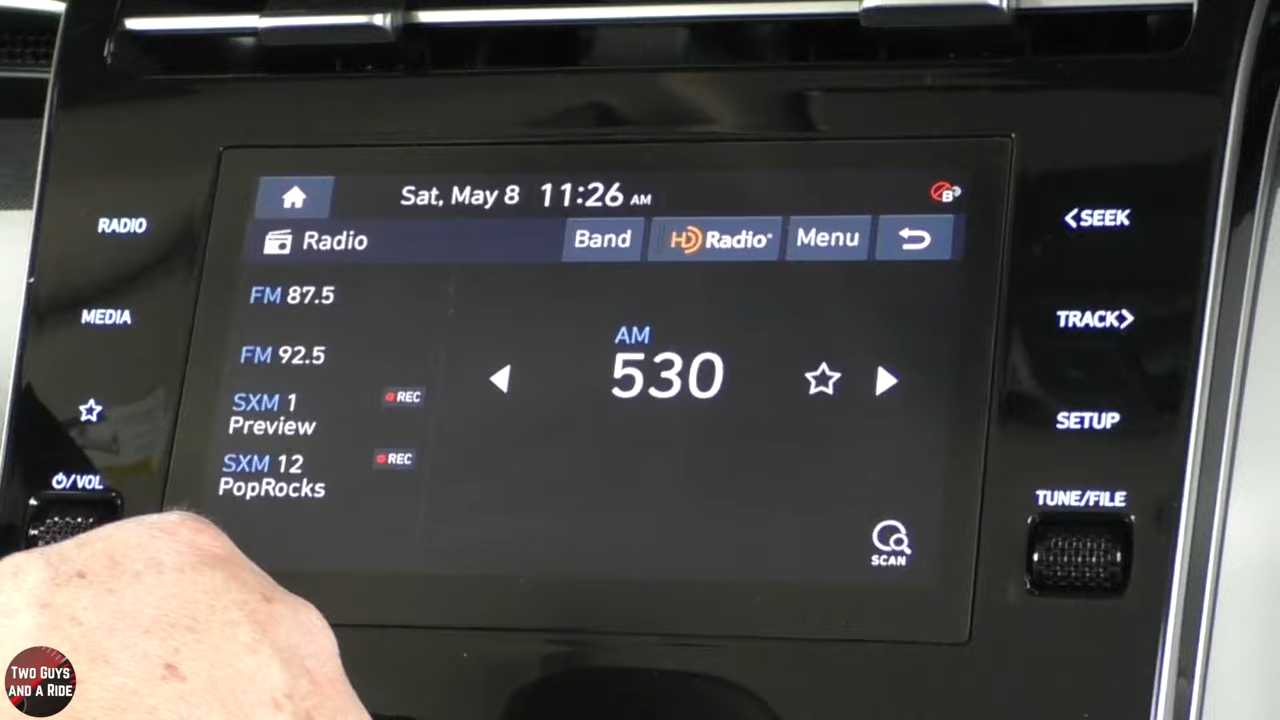 Sat, May 8 11:26 AM
RADIO
<SEEK
Radio Band HD Radio Menu
FM 87.5
MEDIA
TRACK>
AM
530
FM 92.5
SXM 1 REC
Preview
SXM 12 REC
PopRocks
SETUP
/VOL
TUNE/FILE
SCAN
TWO GUYS
AND A RIDE